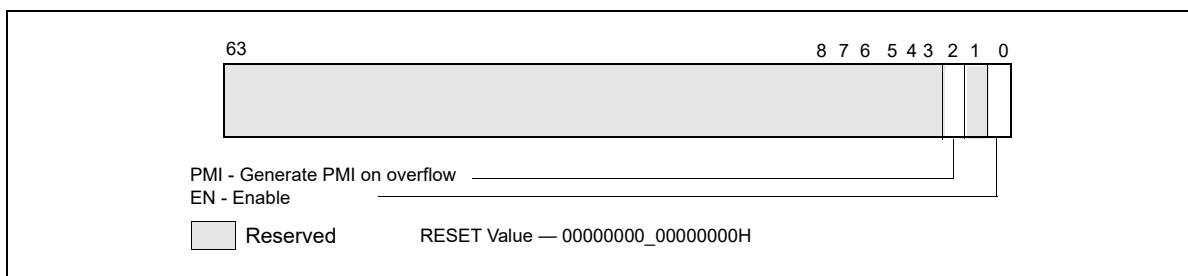 63 8 7 6 5 4 3 2 1 0
PMI - Generate PMI on overflow
EN - Enable
Reserved RESET Value — 00000000_00000000H